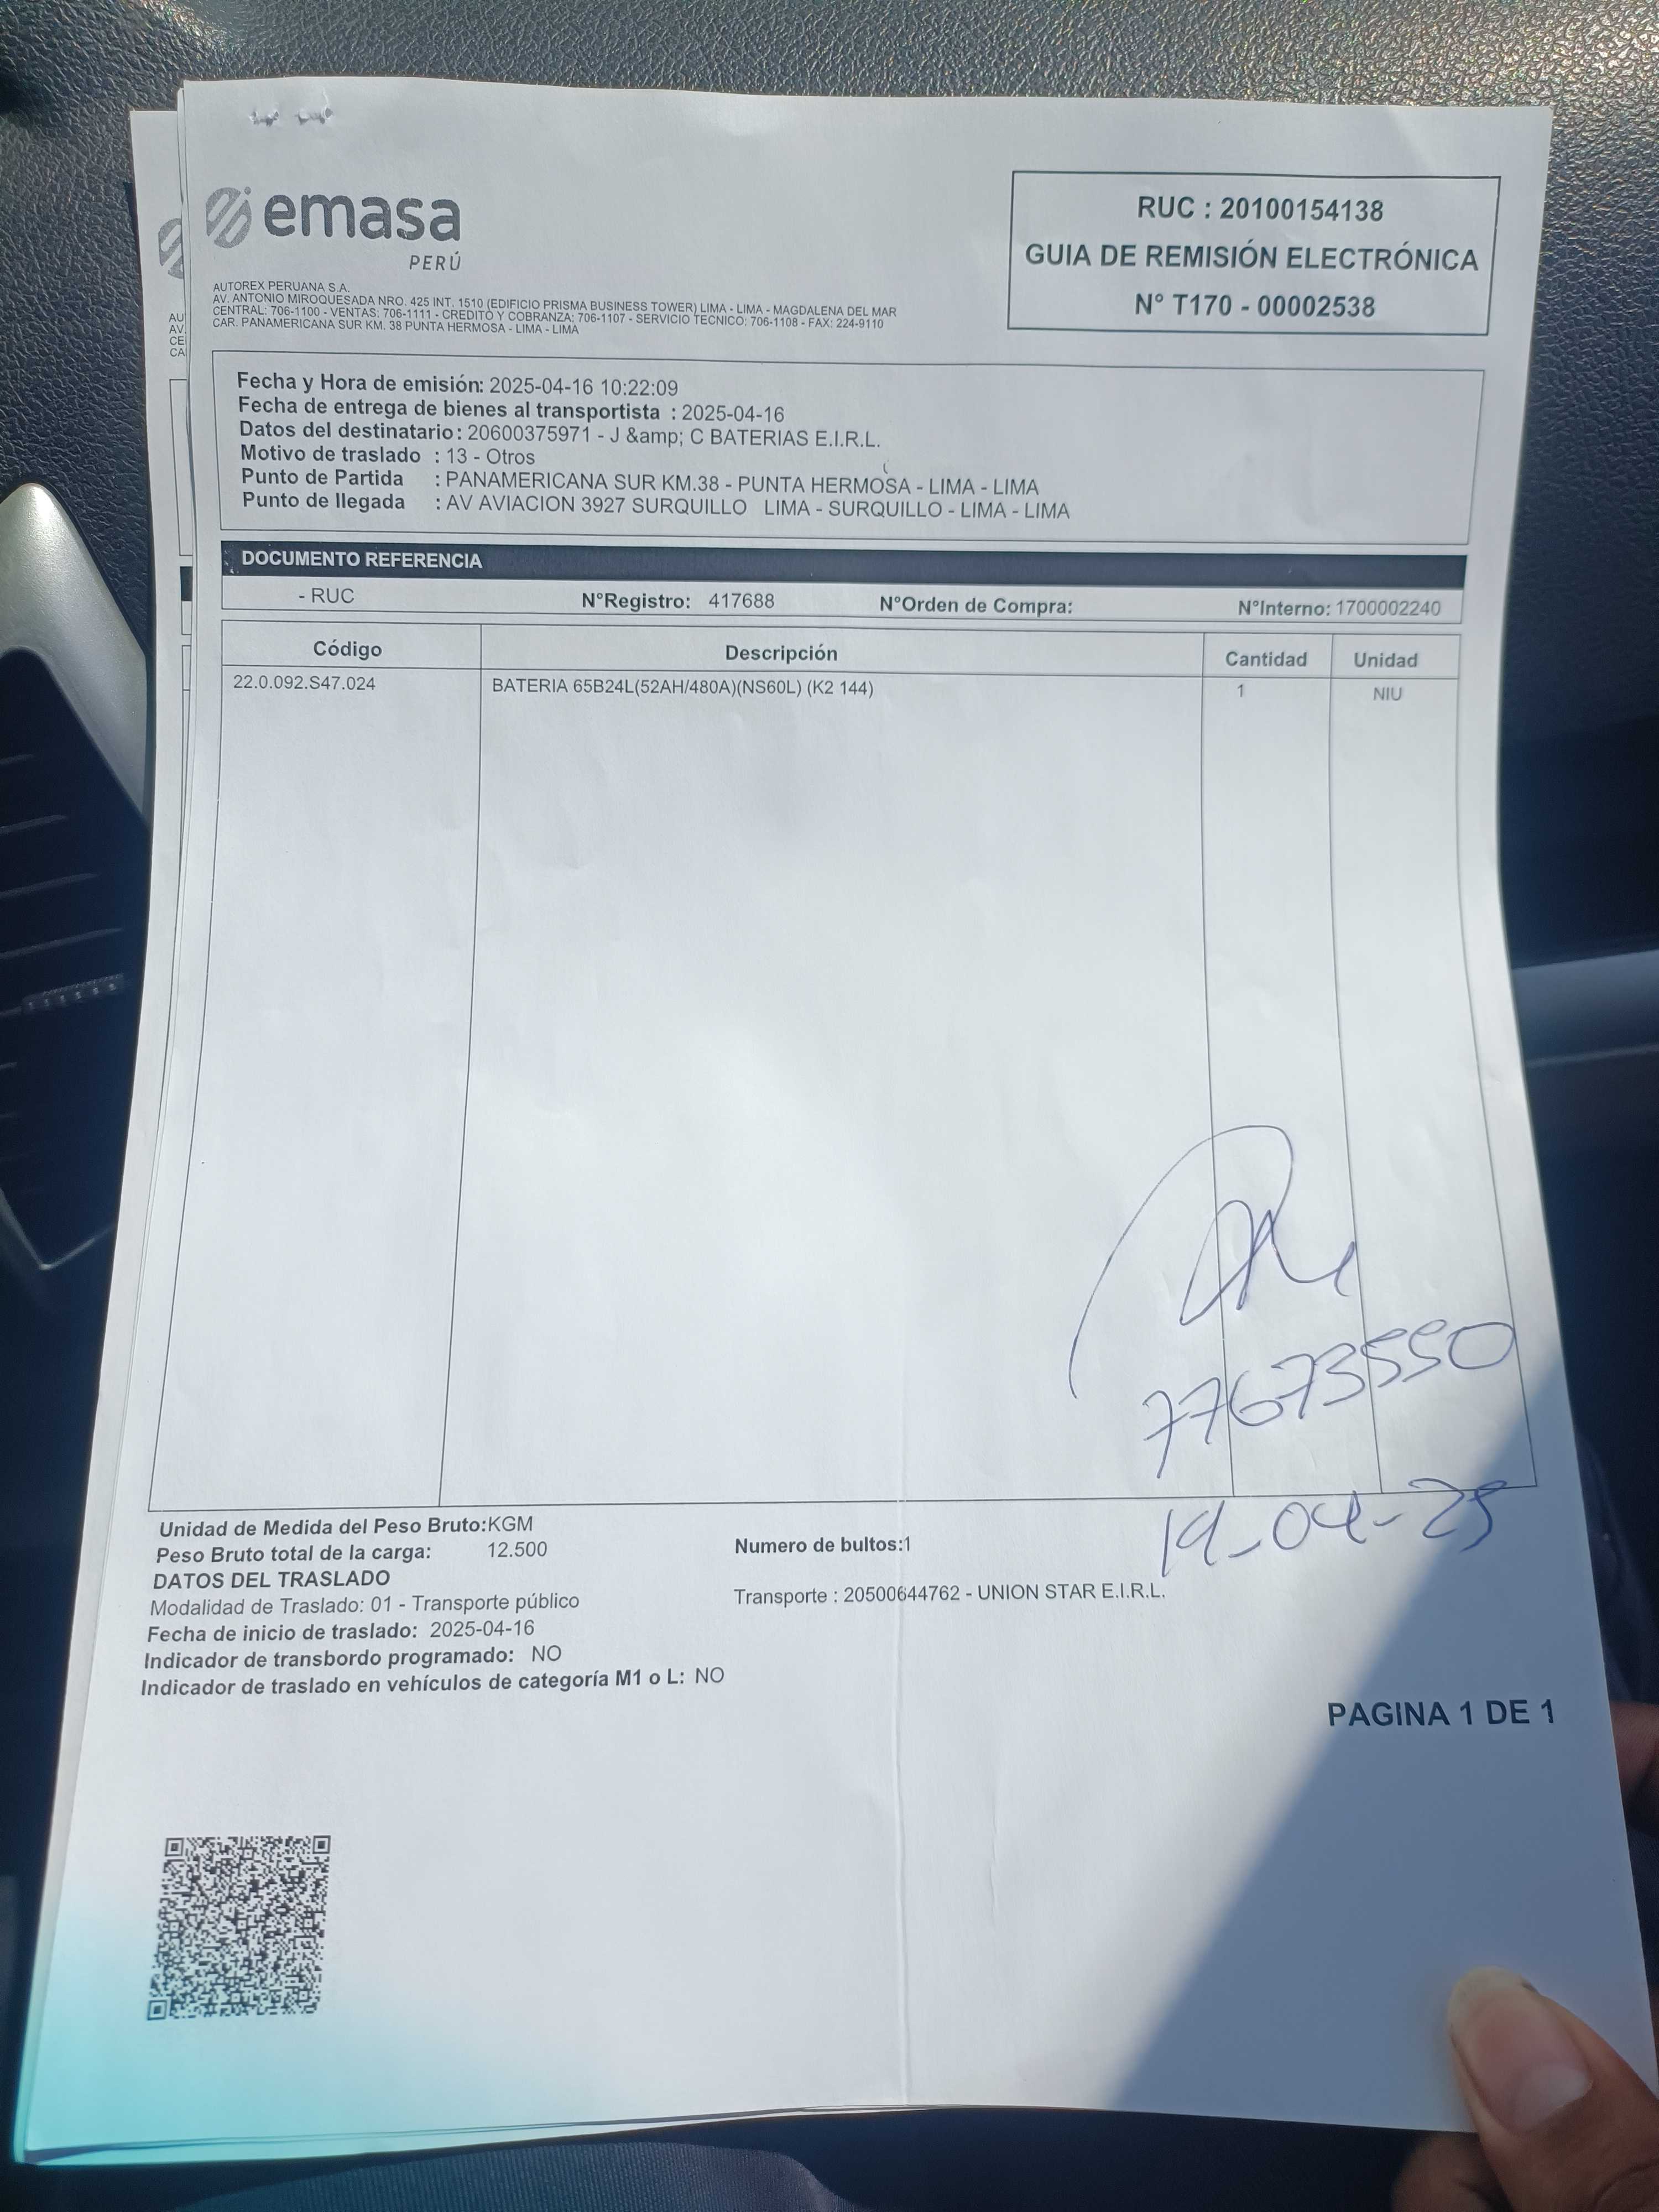 emasa
PERÚ
RUC : 20100154138
GUIA DE REMISIÓN ELECTRÓNICA
N° T170 - 00002538
AUTOREX PERUANA S.A.
AV. ANTONIO MIROQUESADA NRO. 425 INT. 1510 (EDIFICIO PRISMA BUSINESS TOWER) LIMA - LIMA - MAGDALENA DEL MAR
CENTRAL: 706-1100 - VENTAS: 706-1111 - CREDITO Y COBRANZA: 706-1107 - SERVICIO TECNICO: 706-1108 - FAX: 224-9110
CAR. PANAMERICANA SUR KM. 38 PUNTA HERMOSA - LIMA - LIMA
AU
AV.
CE
CA
Fecha y Hora de emisión: 2025-04-16 10:22:09
Fecha de entrega de bienes al transportista : 2025-04-16
Datos del destinatario : 20600375971 - J &amp; C BATERIAS E.I.R.L.
Motivo de traslado : 13 - Otros
Punto de Partida : PANAMERICANA SUR KM.38 - PUNTA HERMOSA - LIMA - LIMA
Punto de llegada : AV AVIACION 3927 SURQUILLO LIMA - SURQUILLO - LIMA - LIMA
DOCUMENTO REFERENCIA
- RUC N°Registro: 417688 N°Orden de Compra: N°Interno: 1700002240
Código Descripción Cantidad Unidad
22.0.092.S47.024 BATERIA 65B24L(52AH/480A)(NS60L) (K2 144) 1 NIU
77673550
19-04-25
Unidad de Medida del Peso Bruto:KGM
Peso Bruto total de la carga: 12.500 Numero de bultos:1
DATOS DEL TRASLADO
Modalidad de Traslado: 01 - Transporte público Transporte : 20500644762 - UNION STAR E.I.R.L.
Fecha de inicio de traslado: 2025-04-16
Indicador de transbordo programado: NO
Indicador de traslado en vehículos de categoría M1 o L: NO
PAGINA 1 DE 1